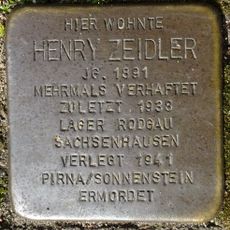 HIER WOHNTE
HENRY ZEIDLER
JG. 1891
MEHRMALS VERHAFTET
ZULETZT 1938
LAGER RODGAU
SACHSENHAUSEN
VERLEGT 1941
PIRNA/SONNENSTEIN
ERMORDET